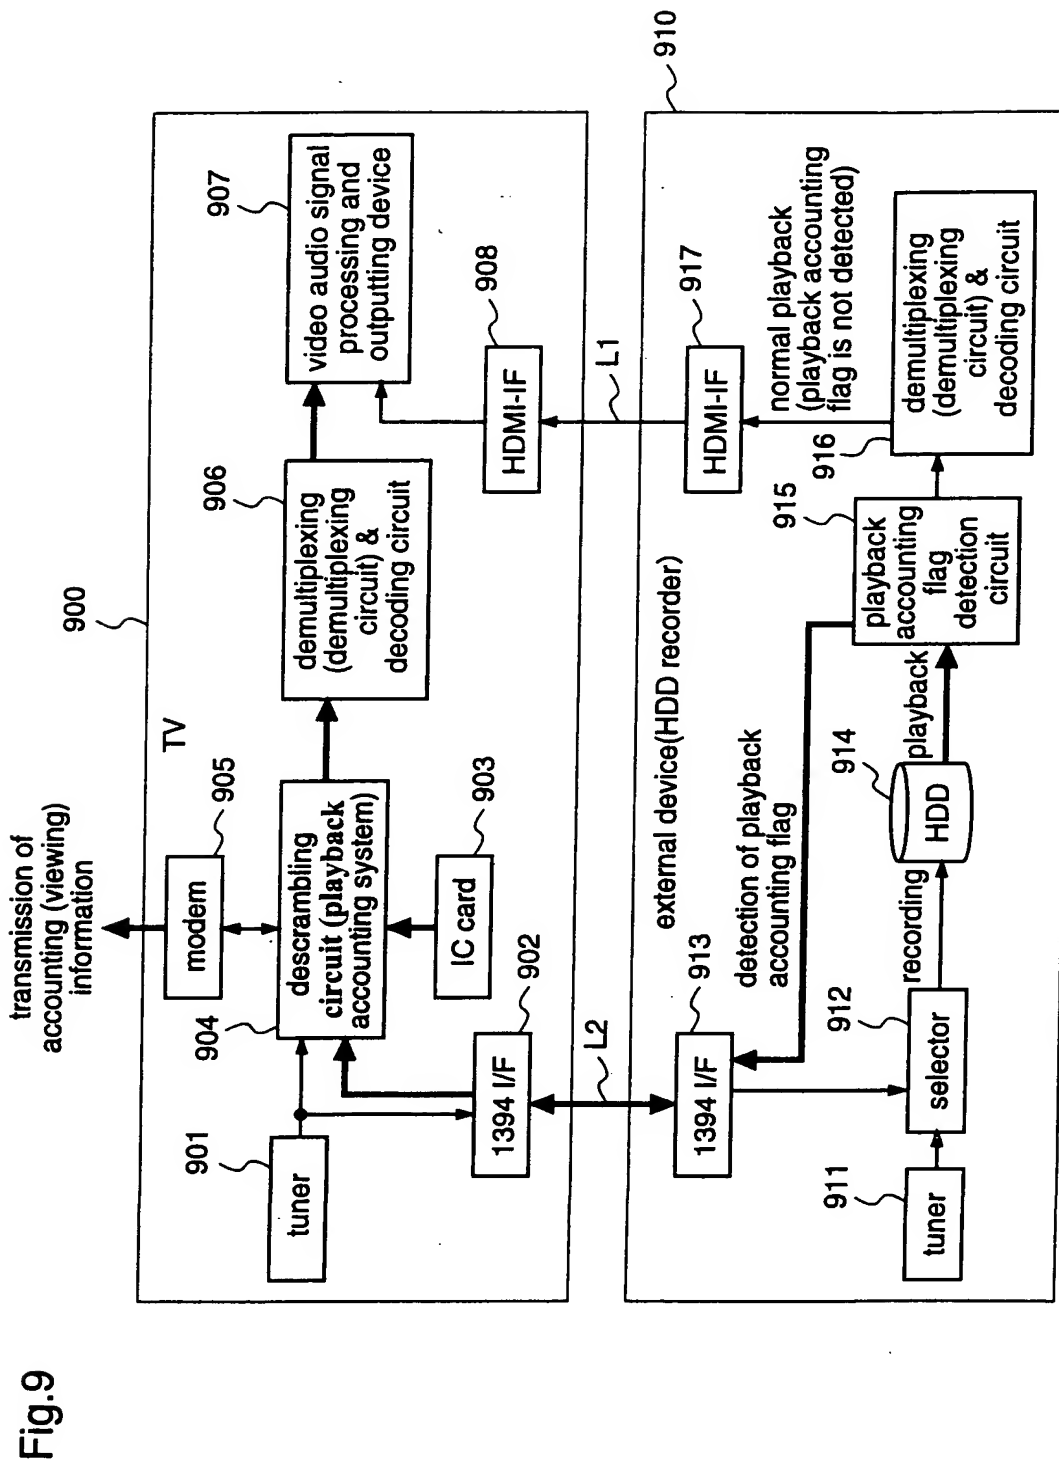 Fig.9
transmission of
accounting (viewing)
information
900
TV
modem
905
901
tuner
904
descrambling
circuit (playback
accounting system)
IC card
903
1394 I/F
902
906
demultiplexing
(demultiplexing
circuit) &
decoding circuit
907
video audio signal
processing and
outputting device
HDMI-IF
908
L2
L1
external device(HDD recorder)
910
1394 I/F
913
detection of playback
accounting flag
HDMI-IF
917
normal playback
(playback accounting
flag is not detected)
911
tuner
912
selector
recording
914
HDD
playback
915
playback
accounting
flag
detection
circuit
916
demultiplexing
(demultiplexing
circuit) &
decoding circuit